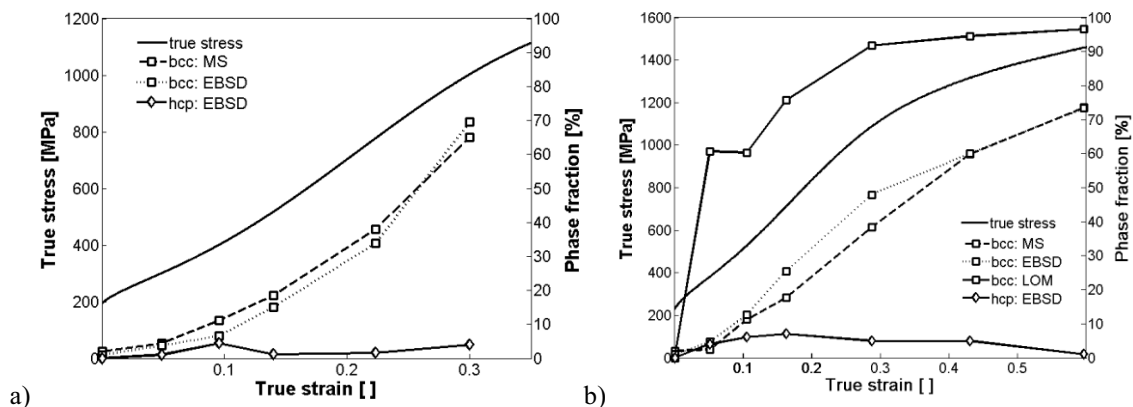 1200
1000
800
600
400
200
0
True stress [MPa]
true stress
bcc: MS
bcc: EBSD
hcp: EBSD
100
90
80
70
60
50
40
30
20
10
0
Phase fraction [%]
0.1
0.2
0.3
True strain [ ]
a)
1600
1400
1200
1000
800
600
400
200
0
True stress [MPa]
true stress
bcc: MS
bcc: EBSD
bcc: LOM
hcp: EBSD
100
90
80
70
60
50
40
30
20
10
0
Phase fraction [%]
0.1
0.2
0.3
0.4
0.5
True strain [ ]
b)